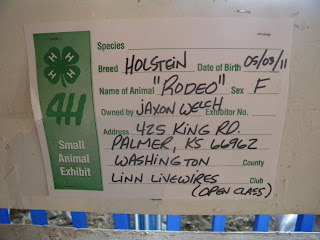 Species
Breed HOLSTEIN Date of Birth 05/03/11
Name of Animal "RODEO" Sex F
Owned by JAXON WELCH Exhibitor No.
Address 425 KING RD.
PALMER, KS 66962
WASHINGTON County
LINN LIVEWIRES Club
(OPEN CLASS)
H H H H
4H
Small
Animal
Exhibit